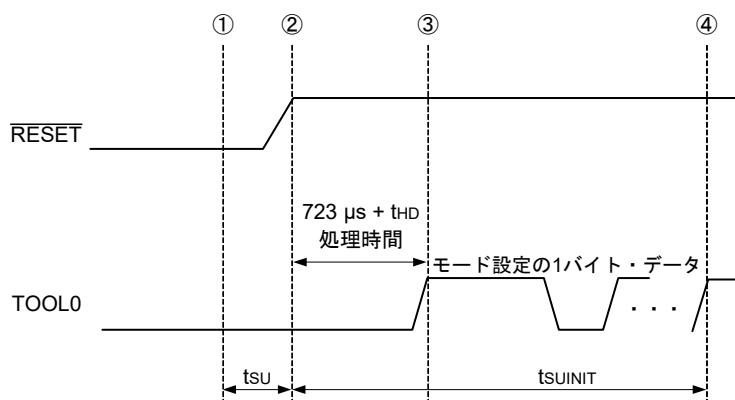 ① ② ③ ④
RESET
723 µs + tHD
処理時間
モード設定の1バイト・データ
TOOL0
・・・
tSU tSUINIT